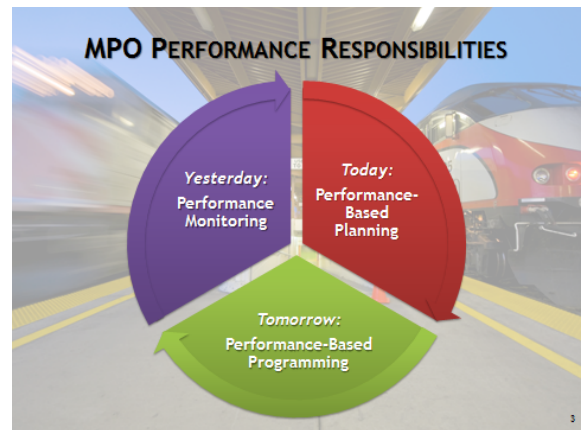 MPO PERFORMANCE RESPONSIBILITIES
Yesterday:
Performance
Monitoring
Today:
Performance-
Based
Planning
Tomorrow:
Performance-Based
Programming
3